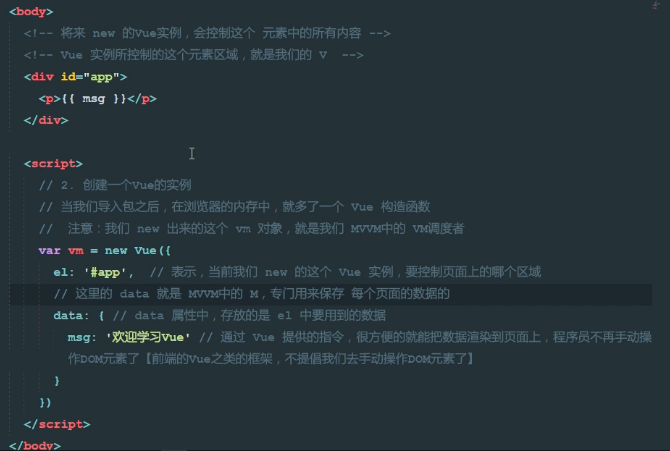 <body>
<!-- 将来 new 的Vue实例，会控制这个 元素中的所有内容 -->
<!-- Vue 实例所控制的这个元素区域，就是我们的 V  -->
<div id="app">
<p>{{ msg }}</p>
</div>
<script>
// 2. 创建一个Vue的实例
// 当我们导入包之后，在浏览器的内存中，就多了一个 Vue 构造函数
//  注意：我们 new 出来的这个 vm 对象，就是我们 MVVM中的 VM调度者
var vm = new Vue({
el: '#app',  // 表示，当前我们 new 的这个 Vue 实例，要控制页面上的哪个区域
// 这里的 data 就是 MVVM中的 M，专门用来保存 每个页面的数据的
data: { // data 属性中，存放的是 el 中要用到的数据
msg: '欢迎学习Vue' // 通过 Vue 提供的指令，很方便的就能把数据渲染到页面上，程序员不再手动操
作DOM元素了【前端的Vue之类的框架，不提倡我们去手动操作DOM元素了】
}
})
</script>
</body>